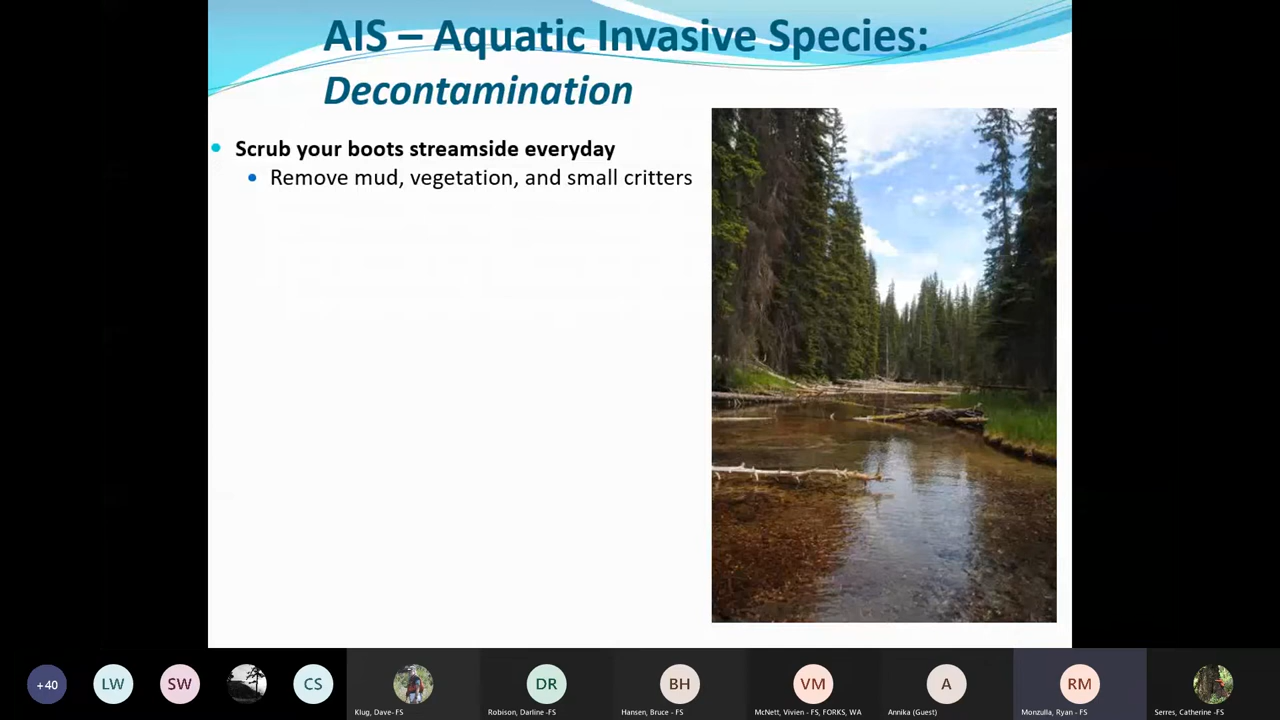 AIS – Aquatic Invasive Species:
Decontamination
Scrub your boots streamside everyday
Remove mud, vegetation, and small critters
+40
LW
SW
CS
DR
BH
VM
A
RM
Klug, Dave- FS
Robison, Darline -FS
Hansen, Bruce - FS
McNett, Vivien - FS, FORKS, WA
Annika (Guest)
Monzulla, Ryan - FS
Serres, Catherine -FS